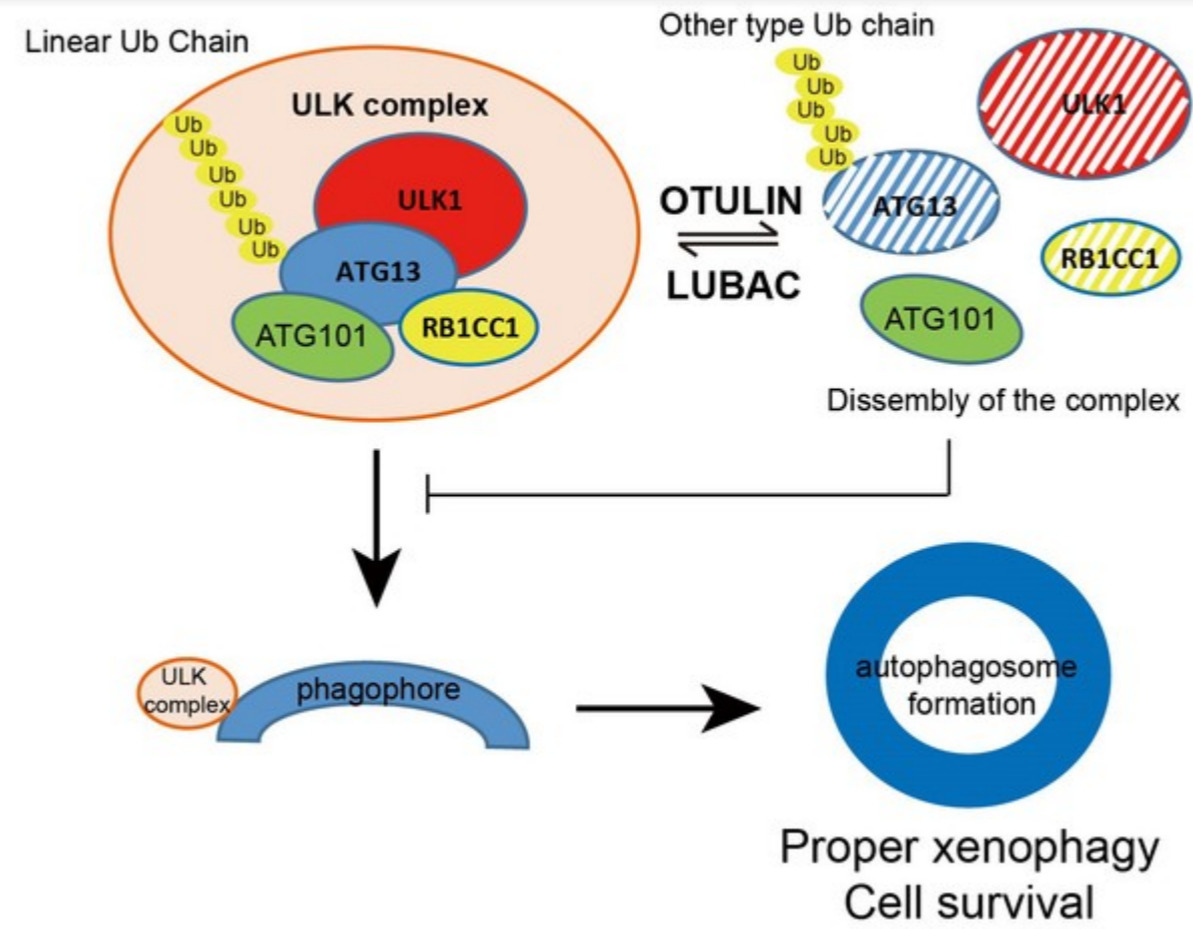 Linear Ub Chain
Other type Ub chain
ULK complex
Ub
Ub
Ub
Ub
Ub
Ub
ULK1
ATG13
ATG101
RB1CC1
OTULIN
LUBAC
Ub
Ub
Ub
Ub
Ub
ULK1
ATG13
RB1CC1
ATG101
Dissembly of the complex
ULK
complex
phagophore
autophagosome
formation
Proper xenophagy
Cell survival